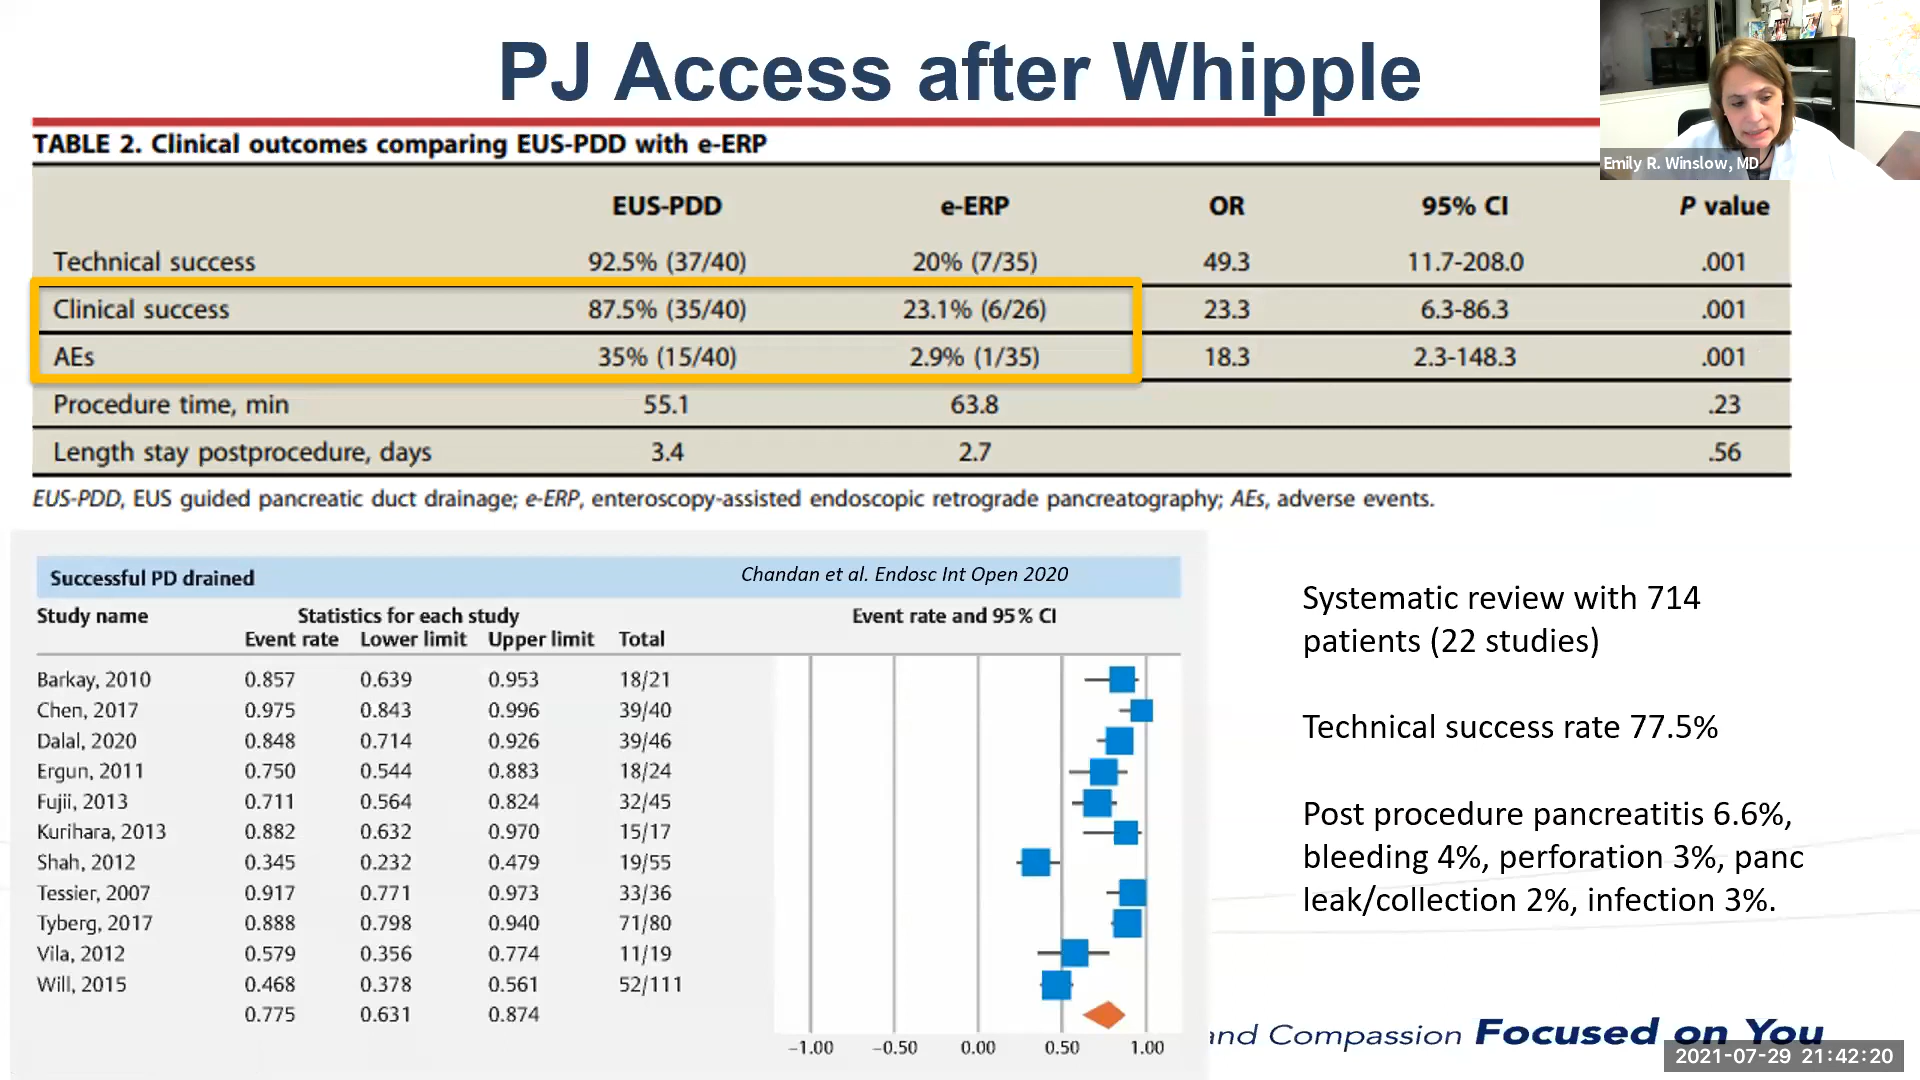 PJ Access after Whipple
Emily R. Winslow, MD
TABLE 2. Clinical outcomes comparing EUS-PDD with e-ERP
EUS-PDD e-ERP OR 95% CI P value
Technical success 92.5% (37/40) 20% (7/35) 49.3 11.7-208.0 .001
Clinical success 87.5% (35/40) 23.1% (6/26) 23.3 6.3-86.3 .001
AEs 35% (15/40) 2.9% (1/35) 18.3 2.3-148.3 .001
Procedure time, min 55.1 63.8 .23
Length stay postprocedure, days 3.4 2.7 .56
EUS-PDD, EUS guided pancreatic duct drainage; e-ERP, enteroscopy-assisted endoscopic retrograde pancreatography; AEs, adverse events.
Successful PD drained Chandan et al. Endosc Int Open 2020
Study name Statistics for each study Event rate and 95% CI
Event rate Lower limit Upper limit Total
Barkay, 2010 0.857 0.639 0.953 18/21
Chen, 2017 0.975 0.843 0.996 39/40
Dalal, 2020 0.848 0.714 0.926 39/46
Ergun, 2011 0.750 0.544 0.883 18/24
Fujii, 2013 0.711 0.564 0.824 32/45
Kurihara, 2013 0.882 0.632 0.970 15/17
Shah, 2012 0.345 0.232 0.479 19/55
Tessier, 2007 0.917 0.771 0.973 33/36
Tyberg, 2017 0.888 0.798 0.940 71/80
Vila, 2012 0.579 0.356 0.774 11/19
Will, 2015 0.468 0.378 0.561 52/111
0.775 0.631 0.874
−1.00 −0.50 0.00 0.50 1.00
Systematic review with 714
patients (22 studies)
Technical success rate 77.5%
Post procedure pancreatitis 6.6%,
bleeding 4%, perforation 3%, panc
leak/collection 2%, infection 3%.
and Compassion Focused on You
2021-07-29 21:42:20